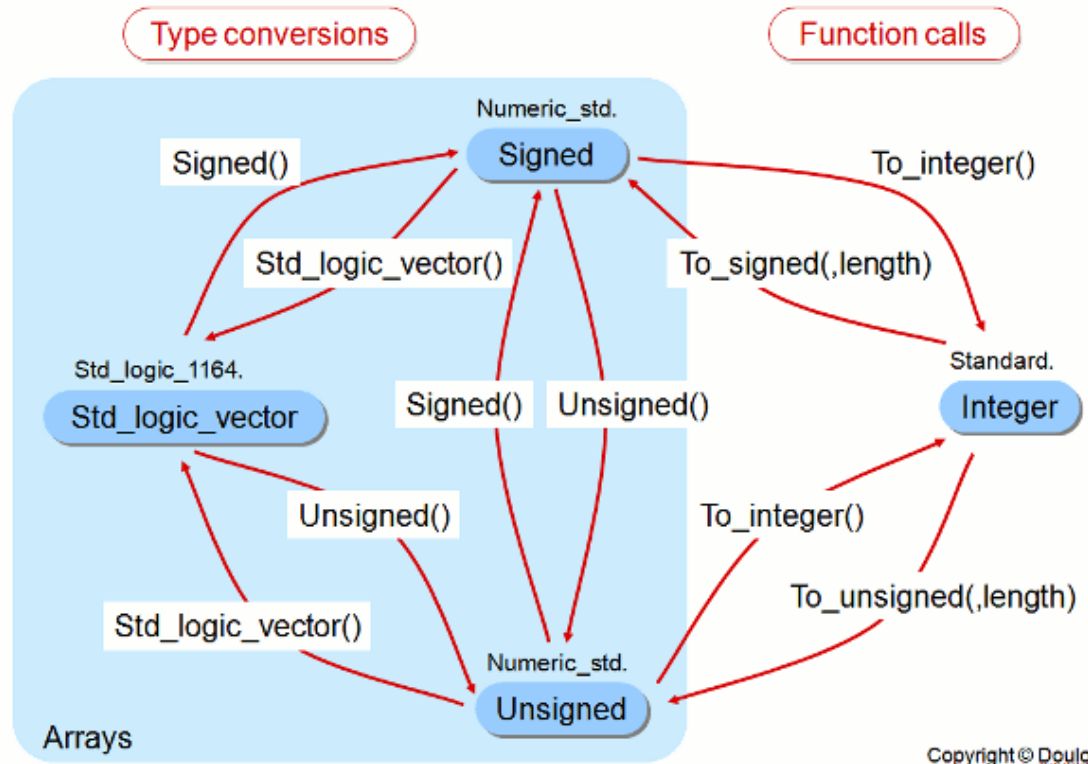 Type conversions
Function calls
Numeric_std.
Signed
Signed()
To_integer()
Std_logic_vector()
To_signed(,length)
Std_logic_1164.
Std_logic_vector
Signed()
Unsigned()
Standard.
Integer
Unsigned()
To_integer()
Std_logic_vector()
To_unsigned(,length)
Numeric_std.
Unsigned
Arrays
Copyright ©